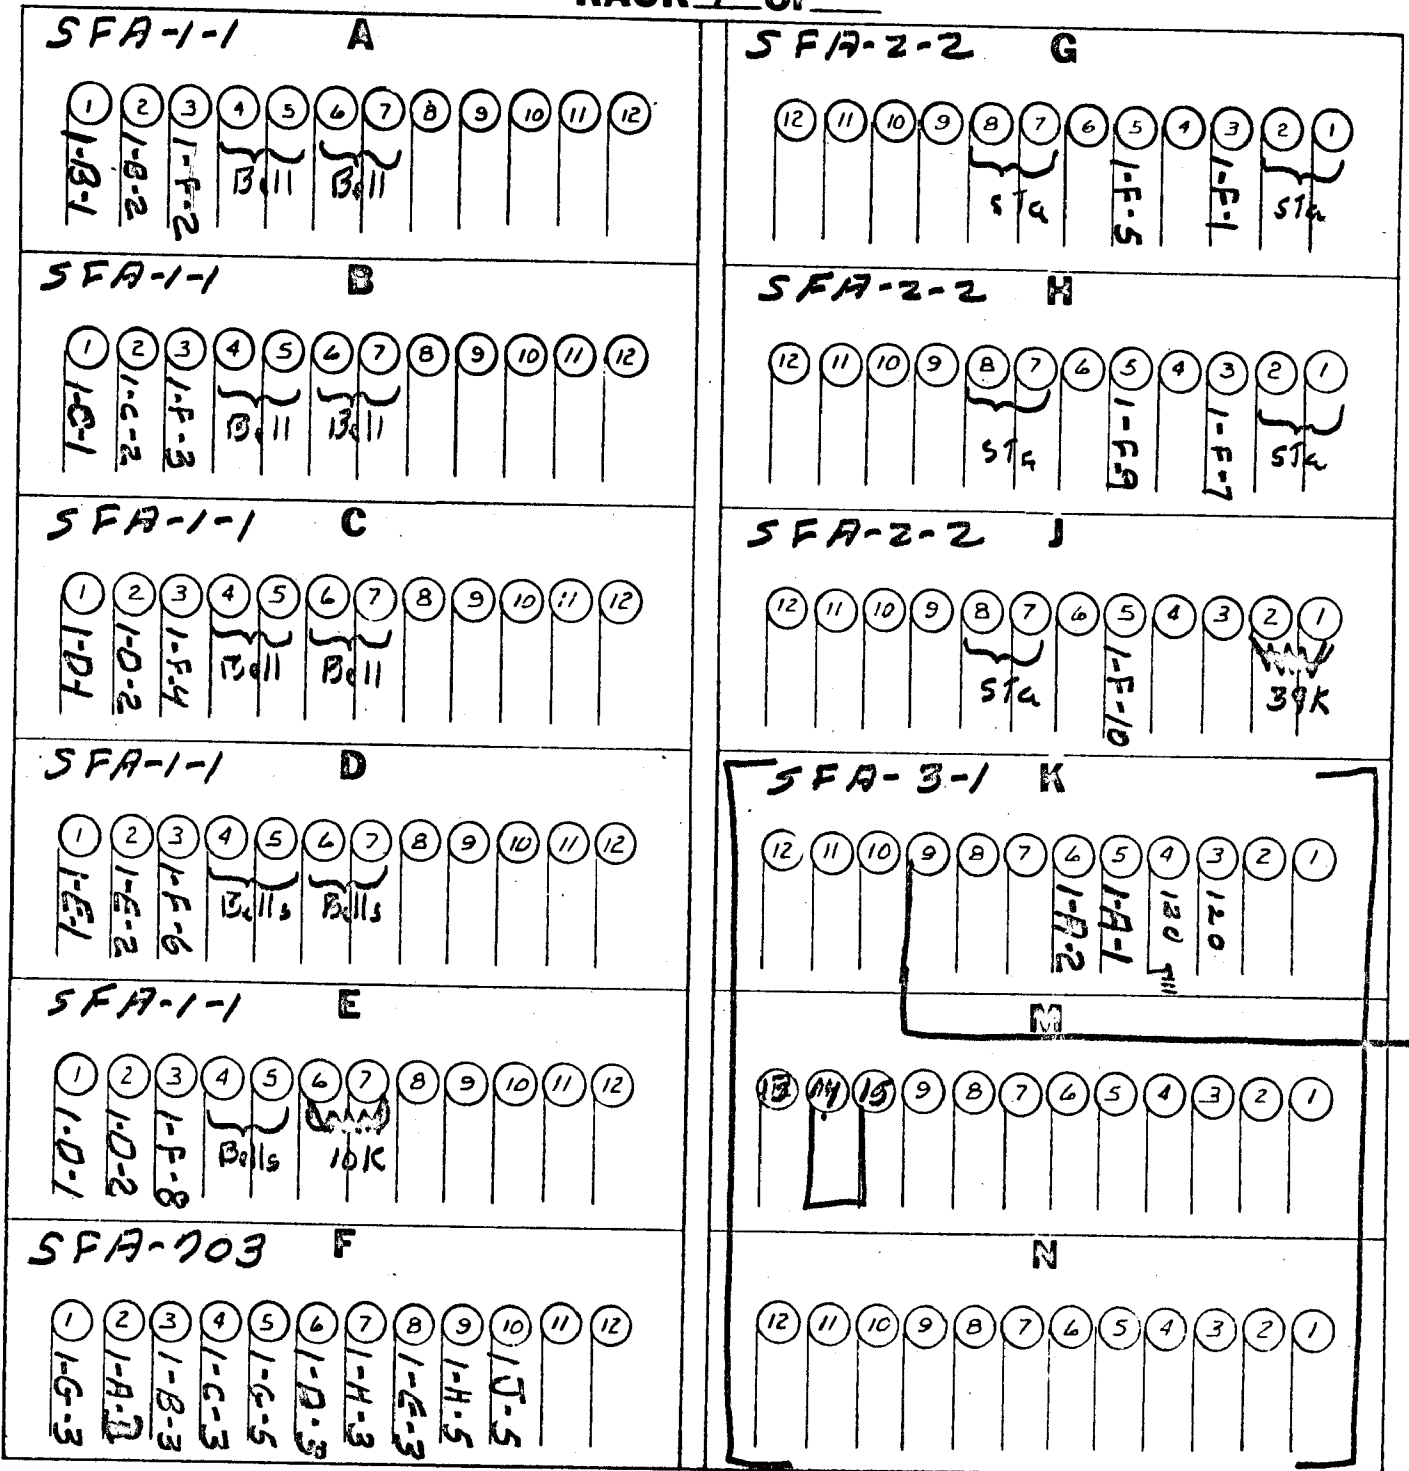 RACK 1 OF
SFA-1-1 A
1 2 3 4 5 6 7 8 9 10 11 12
1-B-1 1-B-2 1-F-2 Bell Bell
SFA-1-1 B
1 2 3 4 5 6 7 8 9 10 11 12
1-C-1 1-C-2 1-F-3 Bell Bell
SFA-1-1 C
1 2 3 4 5 6 7 8 9 10 11 12
1-D-1 1-D-2 1-F-4 Bell Bell
SFA-1-1 D
1 2 3 4 5 6 7 8 9 10 11 12
1-E-1 1-E-2 1-F-6 Bells Bells
SFA-1-1 E
1 2 3 4 5 6 7 8 9 10 11 12
1-D-1 1-D-2 1-F-8 Bells 10K
SFA-703 F
1 2 3 4 5 6 7 8 9 10 11 12
1-G-3 1-B-3 1-C-3 1-G-5 1-D-3 1-H-3 1-E-3 1-H-5 1-J-5
SFA-2-2 G
12 11 10 9 8 7 6 5 4 3 2 1
STa 1-F-5 1-F-1 STa
SFA-2-2 H
12 11 10 9 8 7 6 5 4 3 2 1
STa 1-F-9 1-F-7 STa
SFA-2-2 J
12 11 10 9 8 7 6 5 4 3 2 1
STa 1-F-10 39K
SFA-3-1 K
12 11 10 9 8 7 6 5 4 3 2 1
1-A-2 1-A-1 120 120
M
13 14 15 9 8 7 6 5 4 3 2 1
N
12 11 10 9 8 7 6 5 4 3 2 1